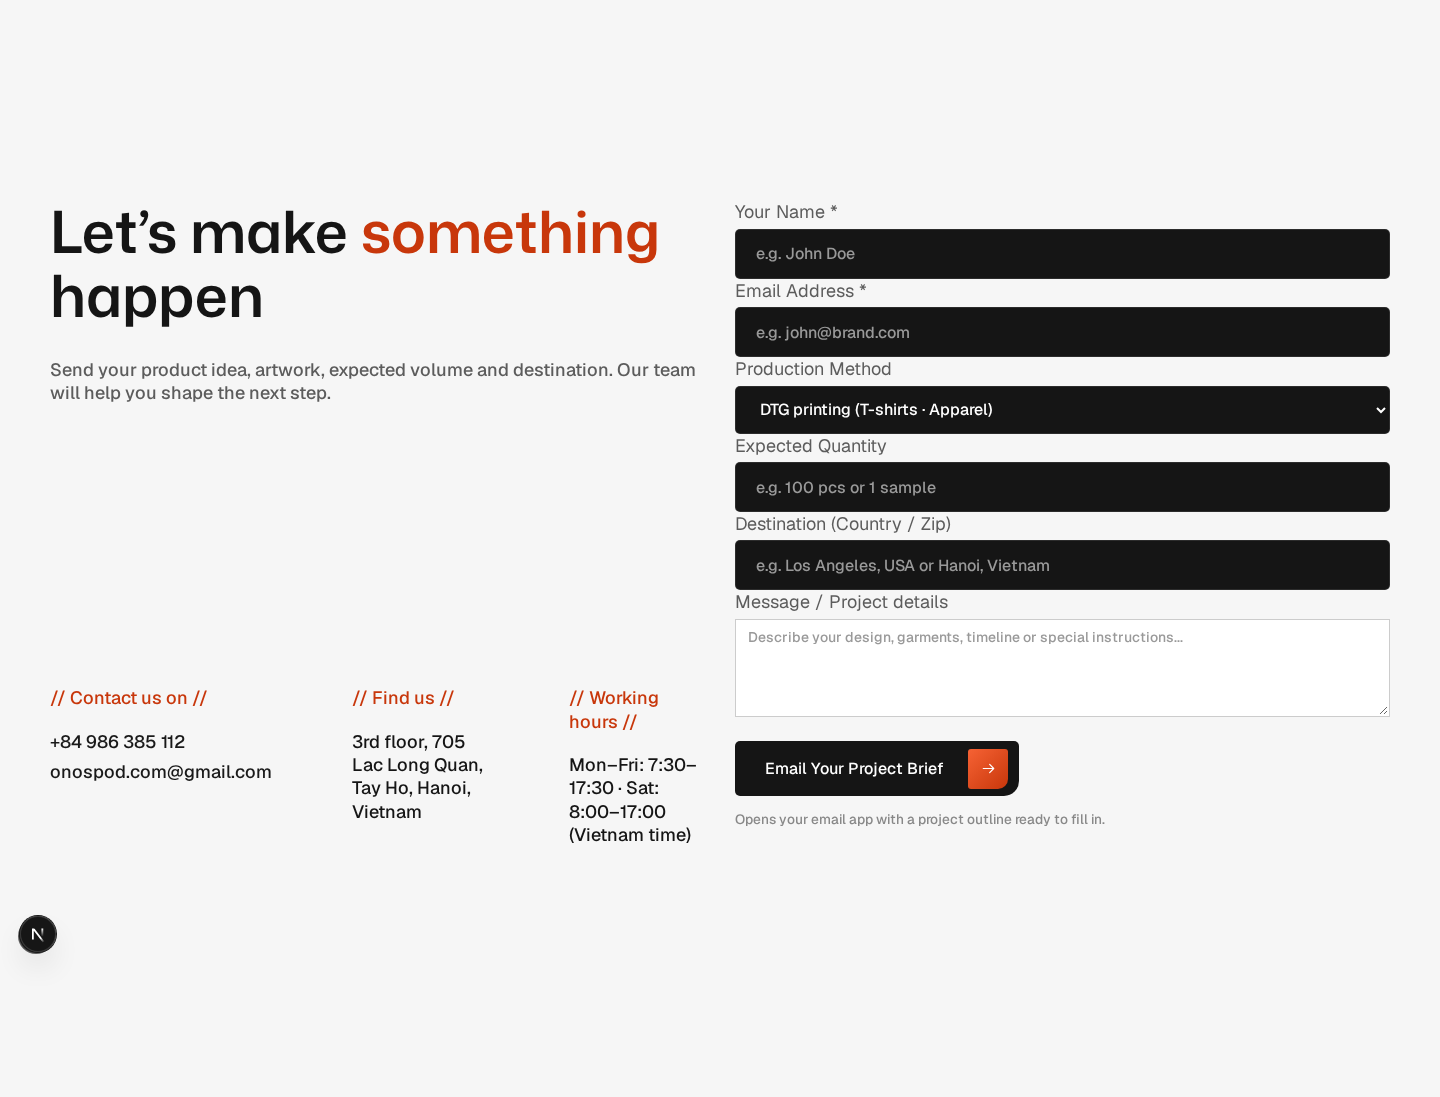 Let’s make something
happen
Send your product idea, artwork, expected volume and destination. Our team
will help you shape the next step.
// Contact us on //
+84 986 385 112
onospod.com@gmail.com
// Find us //
3rd floor, 705
Lac Long Quan,
Tay Ho, Hanoi,
Vietnam
// Working
hours //
Mon–Fri: 7:30–
17:30 · Sat:
8:00–17:00
(Vietnam time)
Your Name *
e.g. John Doe
Email Address *
e.g. john@brand.com
Production Method
DTG printing (T-shirts · Apparel)
Expected Quantity
e.g. 100 pcs or 1 sample
Destination (Country / Zip)
e.g. Los Angeles, USA or Hanoi, Vietnam
Message / Project details
Describe your design, garments, timeline or special instructions...
Email Your Project Brief →
Opens your email app with a project outline ready to fill in.
N